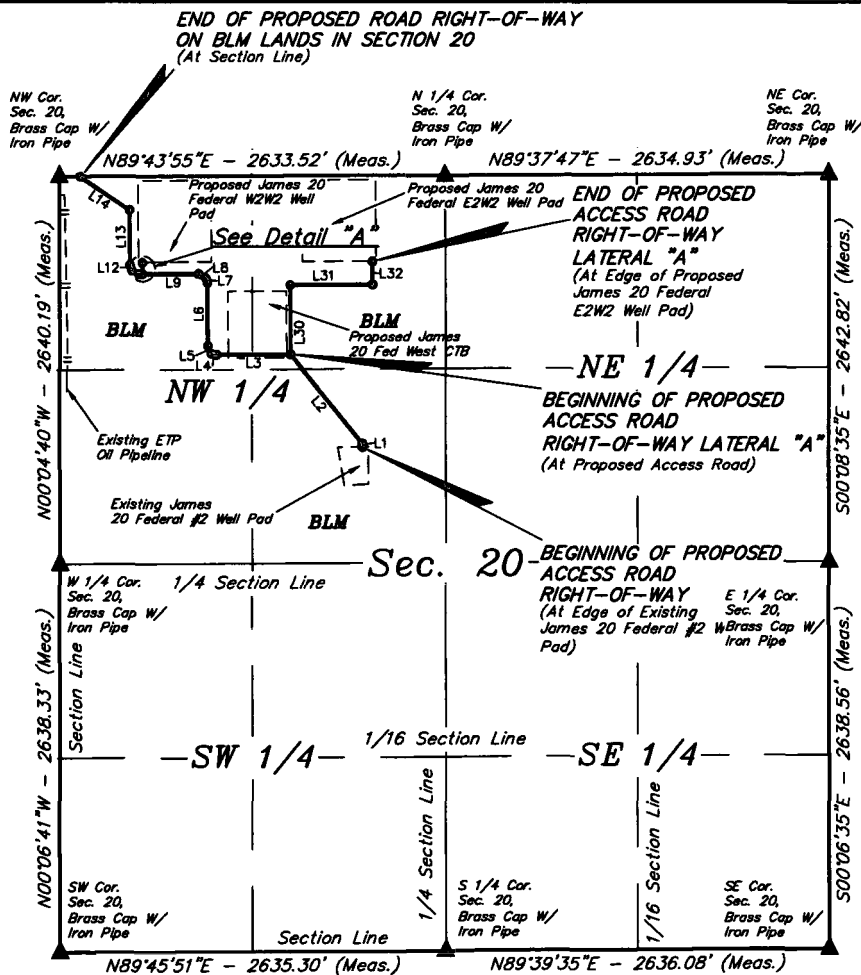 END OF PROPOSED ROAD RIGHT-OF-WAY
ON BLM LANDS IN SECTION 20
(At Section Line)
NW Cor.
Sec. 20,
Brass Cap W/
Iron Pipe
N 1/4 Cor.
Sec. 20,
Brass Cap W/
Iron Pipe
NE Cor.
Sec. 20,
Brass Cap W/
Iron Pipe
N89°43'55"E - 2633.52' (Meas.)
N89°37'47"E - 2634.93' (Meas.)
Proposed James 20
Federal W2W2 Well
Pad
Proposed James 20
Federal E2W2 Well Pad
See Detail "A"
L14
L13
L12
L9
L8
L7
L6
L5
L4
L3
L30
L31
L32
L2
L1
END OF PROPOSED
ACCESS ROAD
RIGHT-OF-WAY
LATERAL "A"
(At Edge of Proposed
James 20 Federal
E2W2 Well Pad)
BLM
BLM
Proposed James
20 Fed West CTB
NW 1/4
NE 1/4
BEGINNING OF PROPOSED
ACCESS ROAD
RIGHT-OF-WAY LATERAL "A"
(At Proposed Access Road)
Existing ETP
Oil Pipeline
Existing James
20 Federal #2 Well Pad
BLM
Sec. 20
BEGINNING OF PROPOSED
ACCESS ROAD
RIGHT-OF-WAY
(At Edge of Existing
James 20 Federal #2 W
Pad)
W 1/4 Cor.
Sec. 20,
Brass Cap W/
Iron Pipe
1/4 Section Line
E 1/4 Cor.
Sec. 20,
Brass Cap W/
Iron Pipe
N00°04'40"W - 2640.19' (Meas.)
S00°08'35"E - 2642.82' (Meas.)
N00°06'41"W - 2638.33' (Meas.)
S00°06'35"E - 2638.56' (Meas.)
Section Line
SW 1/4
1/16 Section Line
SE 1/4
1/4 Section Line
1/16 Section Line
SW Cor.
Sec. 20,
Brass Cap W/
Iron Pipe
S 1/4 Cor.
Sec. 20,
Brass Cap W/
Iron Pipe
SE Cor.
Sec. 20,
Brass Cap W/
Iron Pipe
Section Line
N89°45'51"E - 2635.30' (Meas.)
N89°39'35"E - 2636.08' (Meas.)